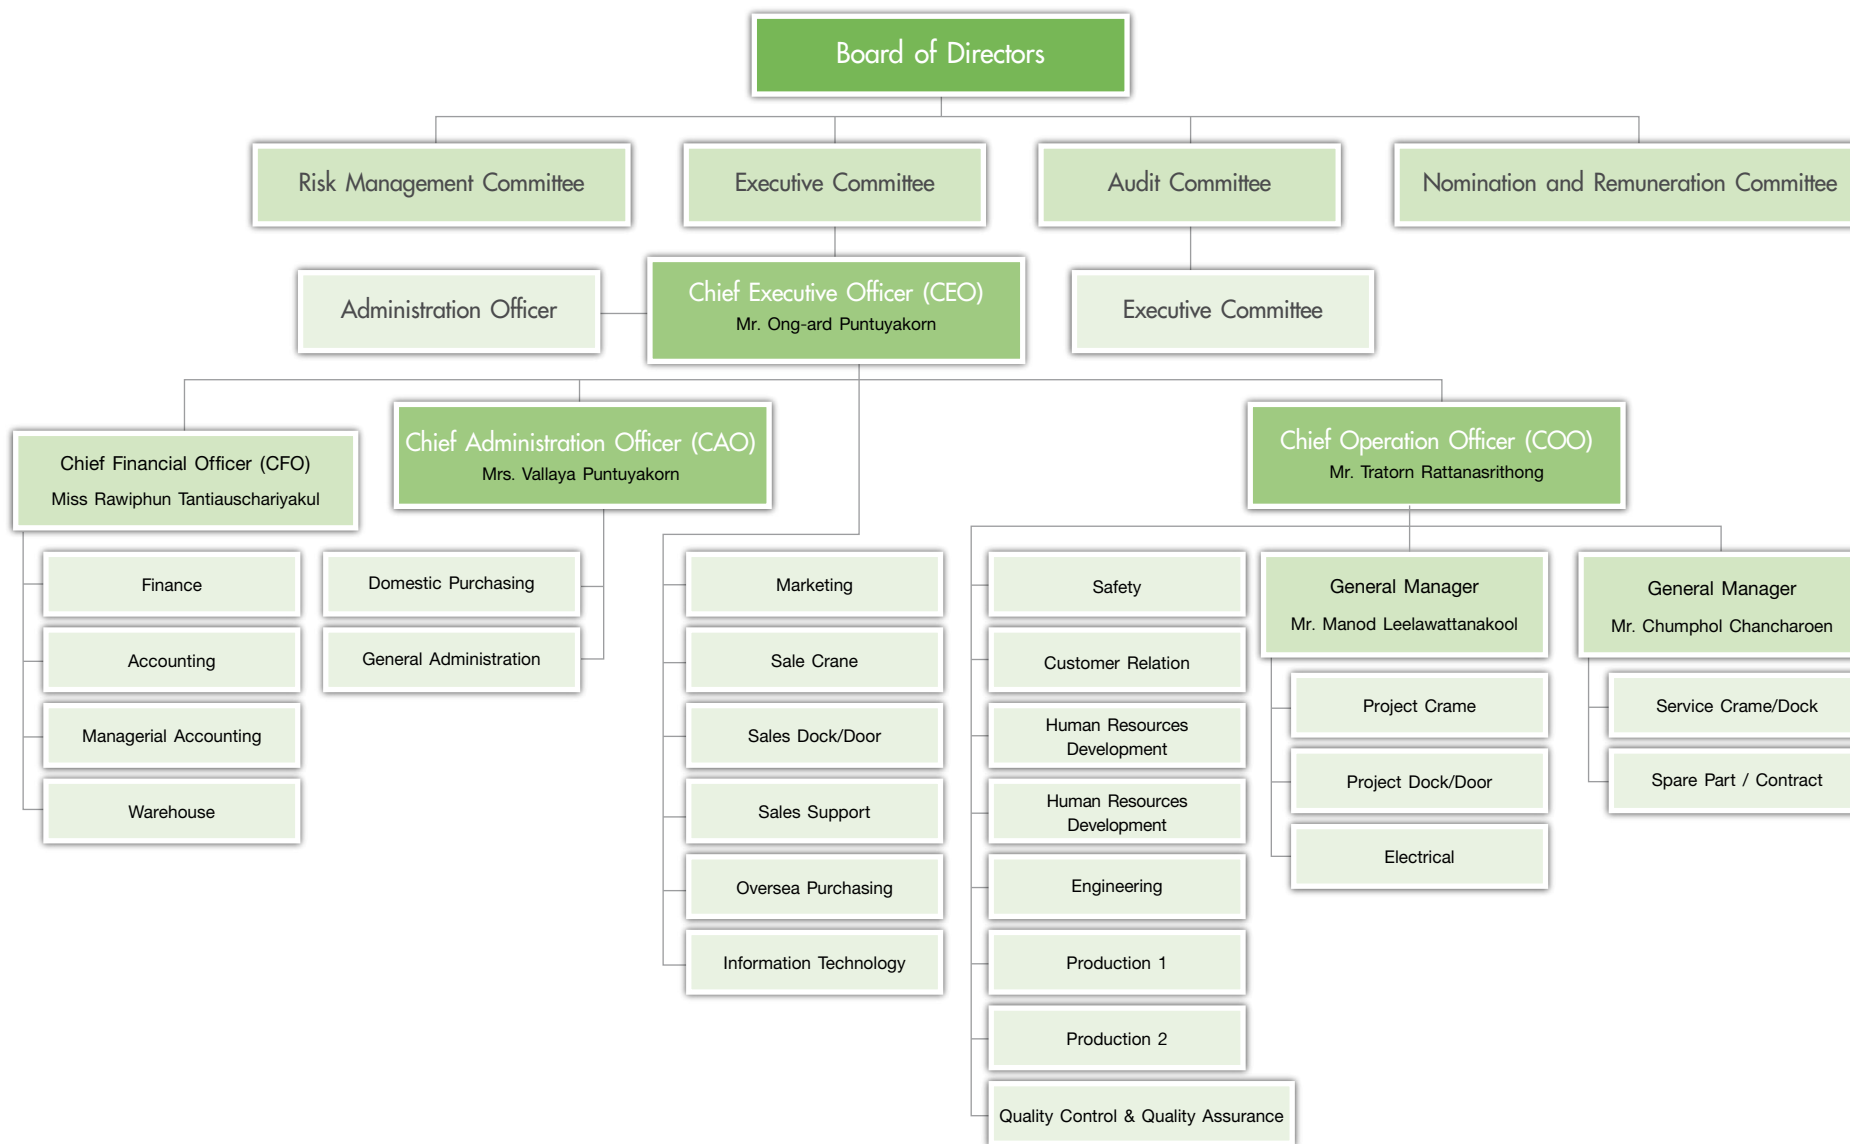 Board of Directors
Risk Management Committee
Executive Committee
Audit Committee
Nomination and Remuneration Committee
Administration Officer
Chief Executive Officer (CEO)
Mr. Ong-ard Puntuyakorn
Executive Committee
Chief Financial Officer (CFO)
Miss Rawiphun Tantiauschariyakul
Chief Administration Officer (CAO)
Mrs. Vallaya Puntuyakorn
Chief Operation Officer (COO)
Mr. Tratorn Rattanasrithong
Finance
Accounting
Managerial Accounting
Warehouse
Domestic Purchasing
General Administration
Marketing
Sale Crane
Sales Dock/Door
Sales Support
Oversea Purchasing
Information Technology
Safety
Customer Relation
Human Resources
Development
Human Resources
Development
Engineering
Production 1
Production 2
Quality Control & Quality Assurance
General Manager
Mr. Manod Leelawattanakool
Project Crame
Project Dock/Door
Electrical
General Manager
Mr. Chumphol Chancharoen
Service Crame/Dock
Spare Part / Contract